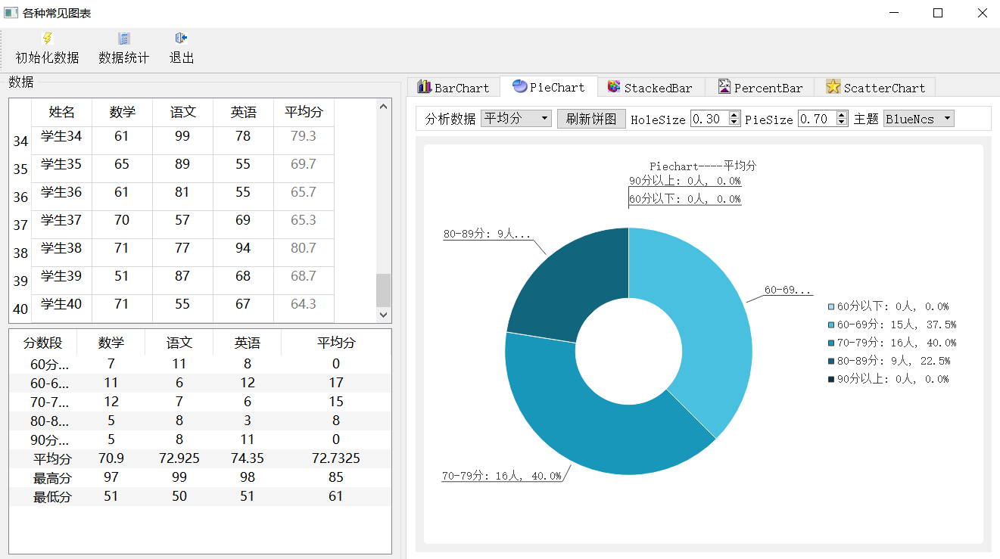 各种常见图表
初始化数据 数据统计 退出
数据
姓名 数学 语文 英语 平均分
34 学生34 61 99 78 79.3
35 学生35 65 89 55 69.7
36 学生36 61 81 55 65.7
37 学生37 70 57 69 65.3
38 学生38 71 77 94 80.7
39 学生39 51 87 68 68.7
40 学生40 71 55 67 64.3
分数段 数学 语文 英语 平均分
60分... 7 11 8 0
60-6... 11 6 12 17
70-7... 12 7 6 15
80-8... 5 8 3 8
90分... 5 8 11 0
平均分 70.9 72.925 74.35 72.7325
最高分 97 99 98 85
最低分 51 50 51 61
BarChart PieChart StackedBar PercentBar ScatterChart
分析数据 平均分 刷新饼图 HoleSize 0.30 PieSize 0.70 主题 BlueNcs
Piechart----平均分
90分以上: 0人, 0.0%
60分以下: 0人, 0.0%
80-89分: 9人...
60-69...
70-79分: 16人, 40.0%
60分以下: 0人, 0.0%
60-69分: 15人, 37.5%
70-79分: 16人, 40.0%
80-89分: 9人, 22.5%
90分以上: 0人, 0.0%